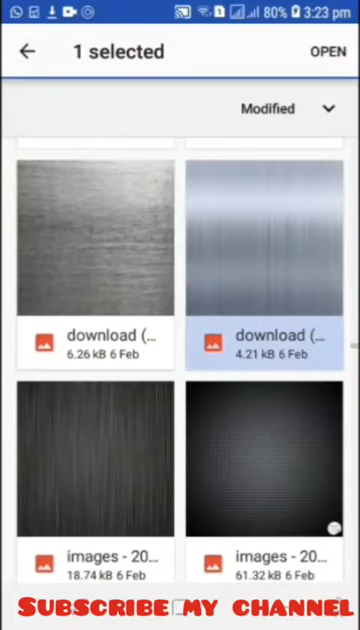 80% 3:23 pm
1 selected
OPEN
Modified
download (...
6.26 kB 6 Feb
download (...
4.21 kB 6 Feb
images - 20...
18.74 kB 6 Feb
images - 20...
61.32 kB 6 Feb
SUBSCRIBE MY CHANNEL